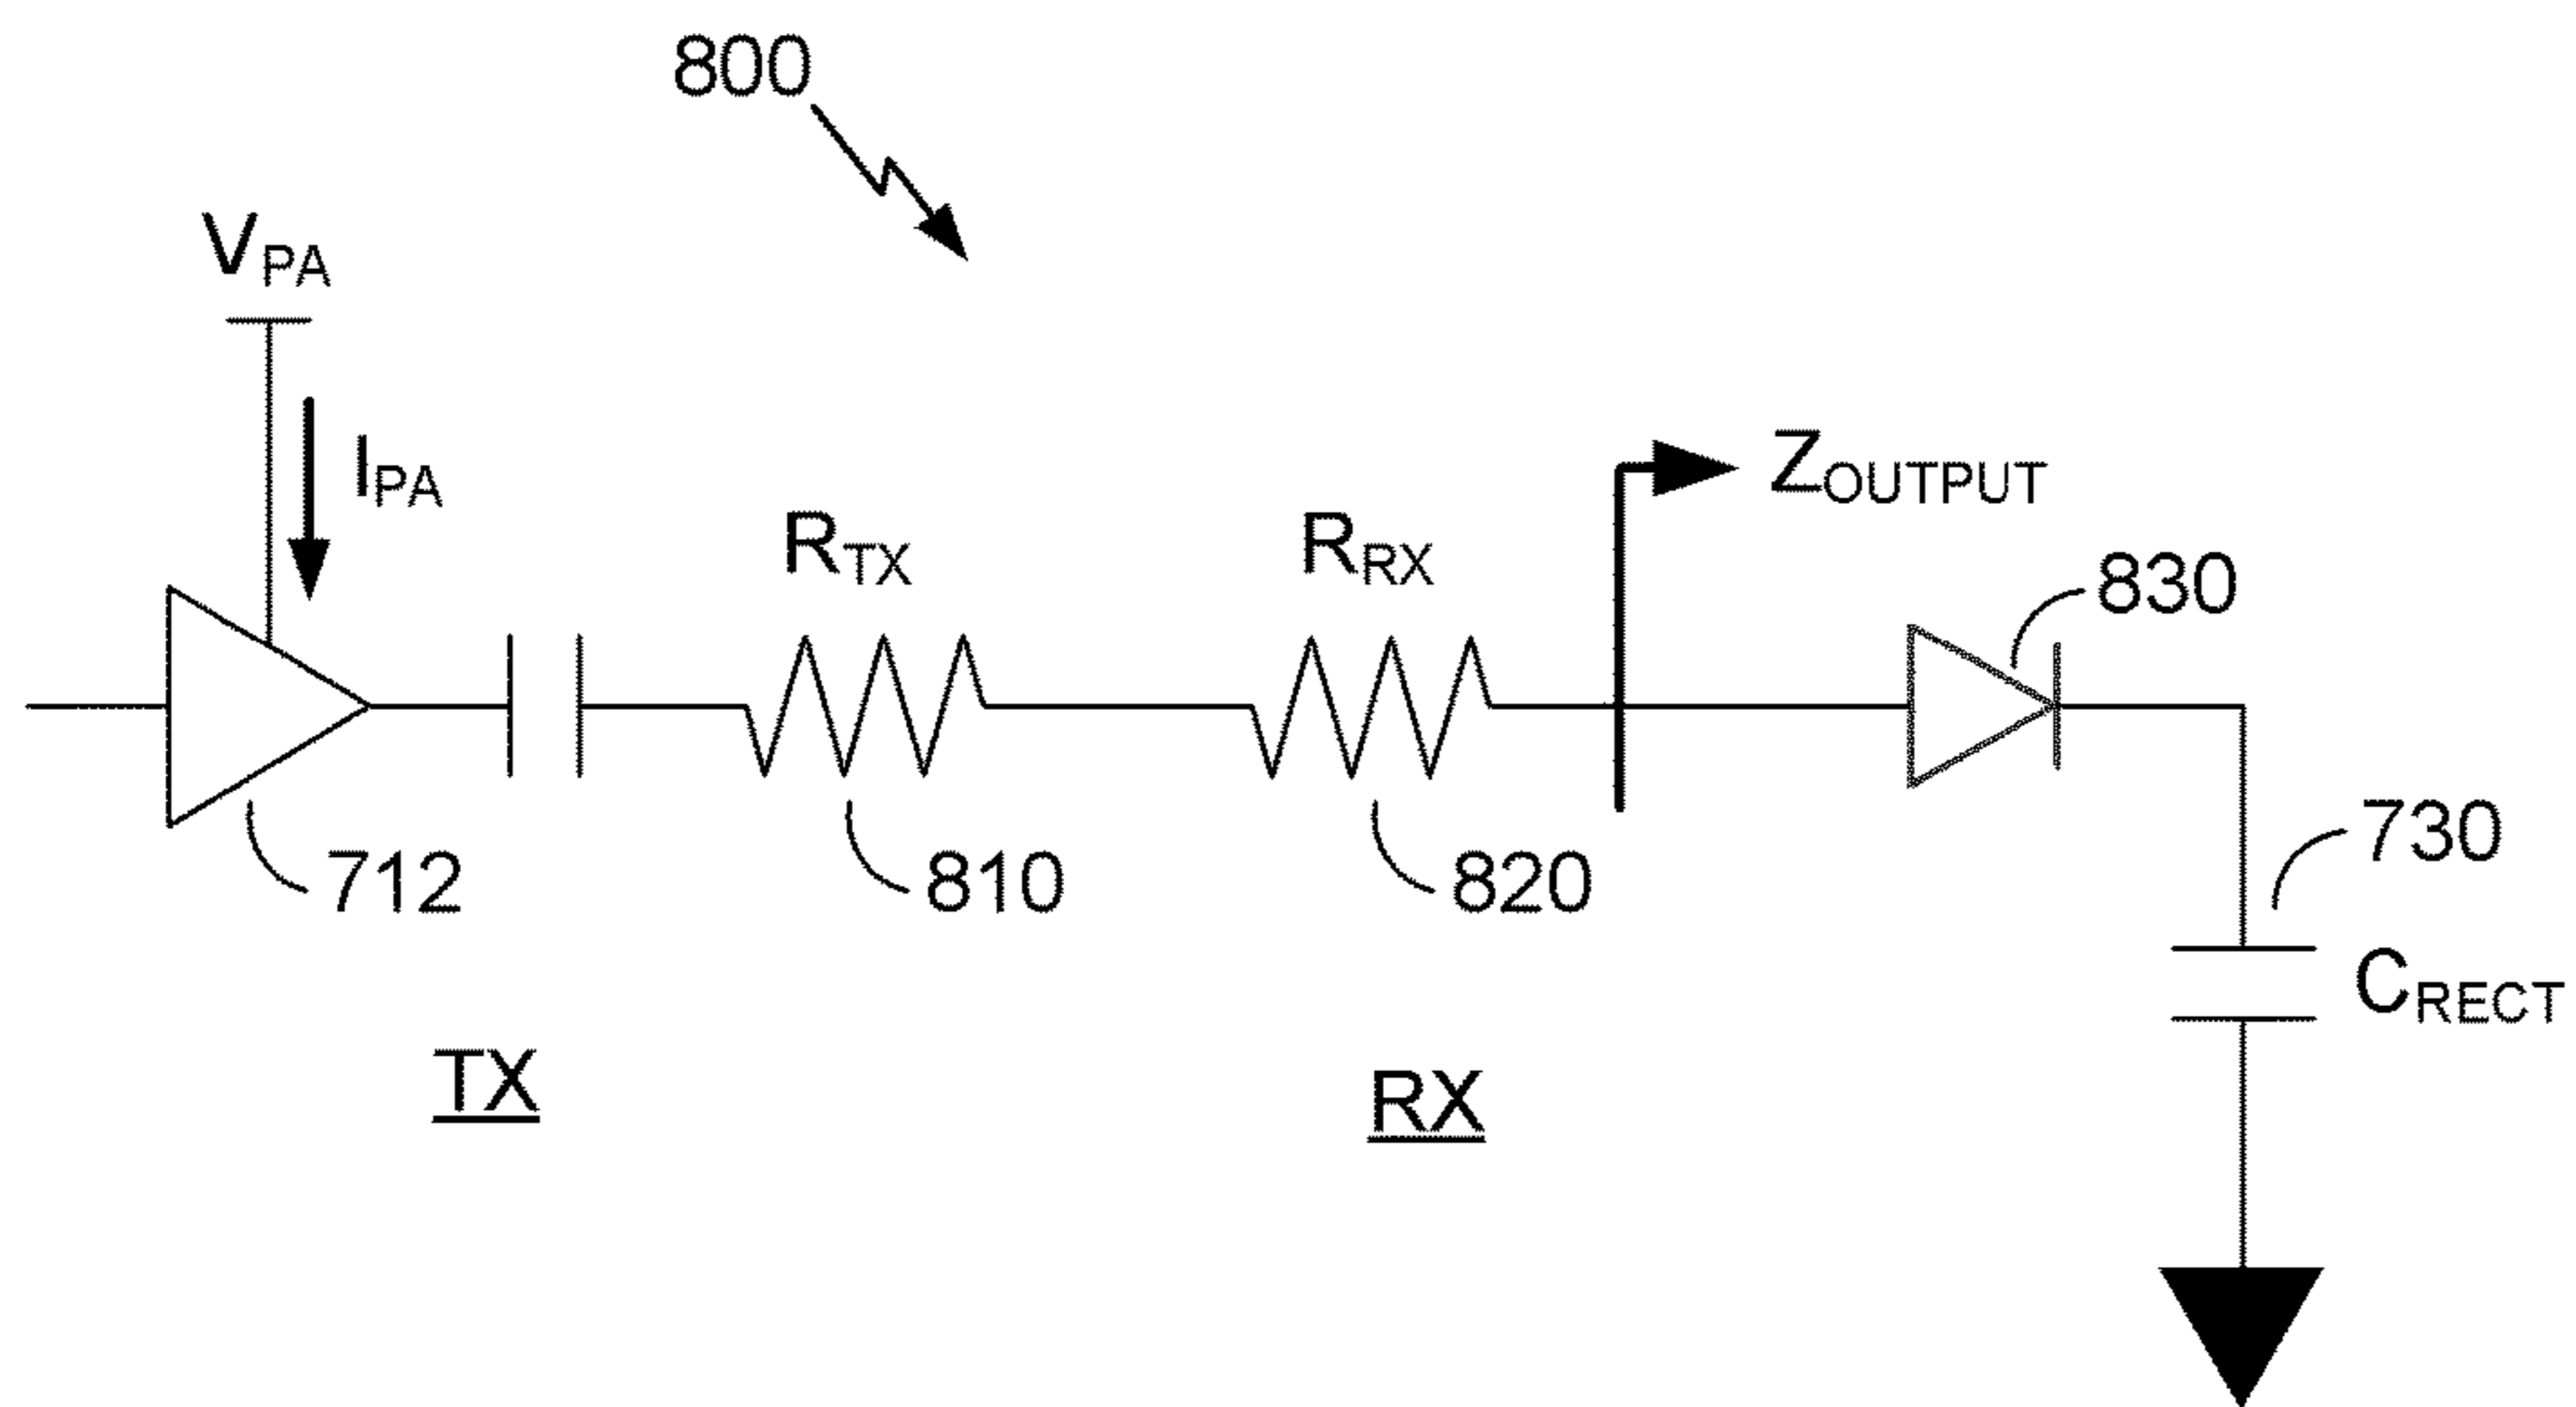 800
VPA
IPA
RTX
RRX
ZOUTPUT
830
712
810
820
730
CRECT
TX
RX